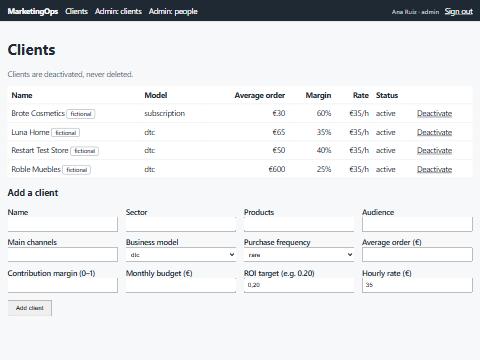 MarketingOps Clients Admin: clients Admin: people Ana Ruiz · admin Sign out
Clients
Clients are deactivated, never deleted.
Name Model Average order Margin Rate Status
Brote Cosmetics fictional subscription €30 60% €35/h active Deactivate
Luna Home fictional dtc €65 35% €35/h active Deactivate
Restart Test Store fictional dtc €50 40% €35/h active Deactivate
Roble Muebles fictional dtc €600 25% €35/h active Deactivate
Add a client
Name Sector Products Audience
Main channels Business model Purchase frequency Average order (€)
dtc rare
Contribution margin (0–1) Monthly budget (€) ROI target (e.g. 0.20) Hourly rate (€)
0,20 35
Add client